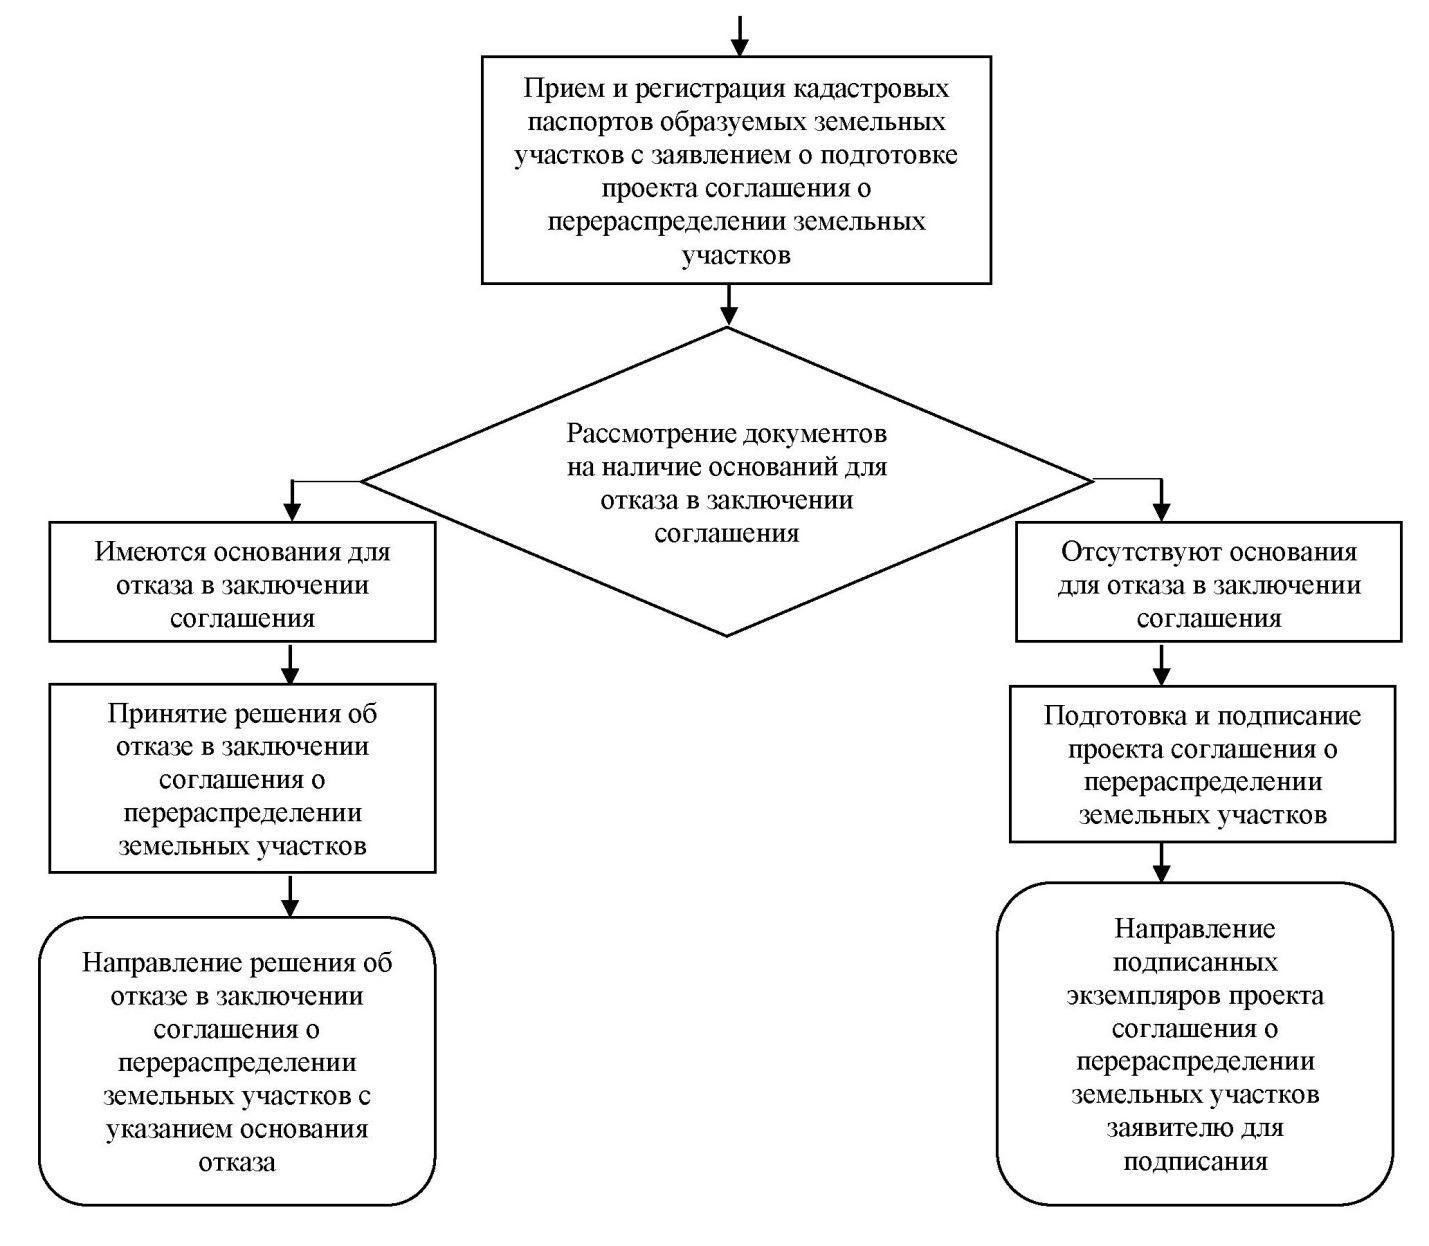 Прием и регистрация кадастровых
паспортов образуемых земельных
участков с заявлением о подготовке
проекта соглашения о
перераспределении земельных
участков
Рассмотрение документов
на наличие оснований для
отказа в заключении
соглашения
Имеются основания для
отказа в заключении
соглашения
Отсутствуют основания
для отказа в заключении
соглашения
Принятие решения об
отказе в заключении
соглашения о
перераспределении
земельных участков
Подготовка и подписание
проекта соглашения о
перераспределении
земельных участков
Направление решения об
отказе в заключении
соглашения о
перераспределении
земельных участков с
указанием основания
отказа
Направление
подписанных
экземпляров проекта
соглашения о
перераспределении
земельных участков
заявителю для
подписания